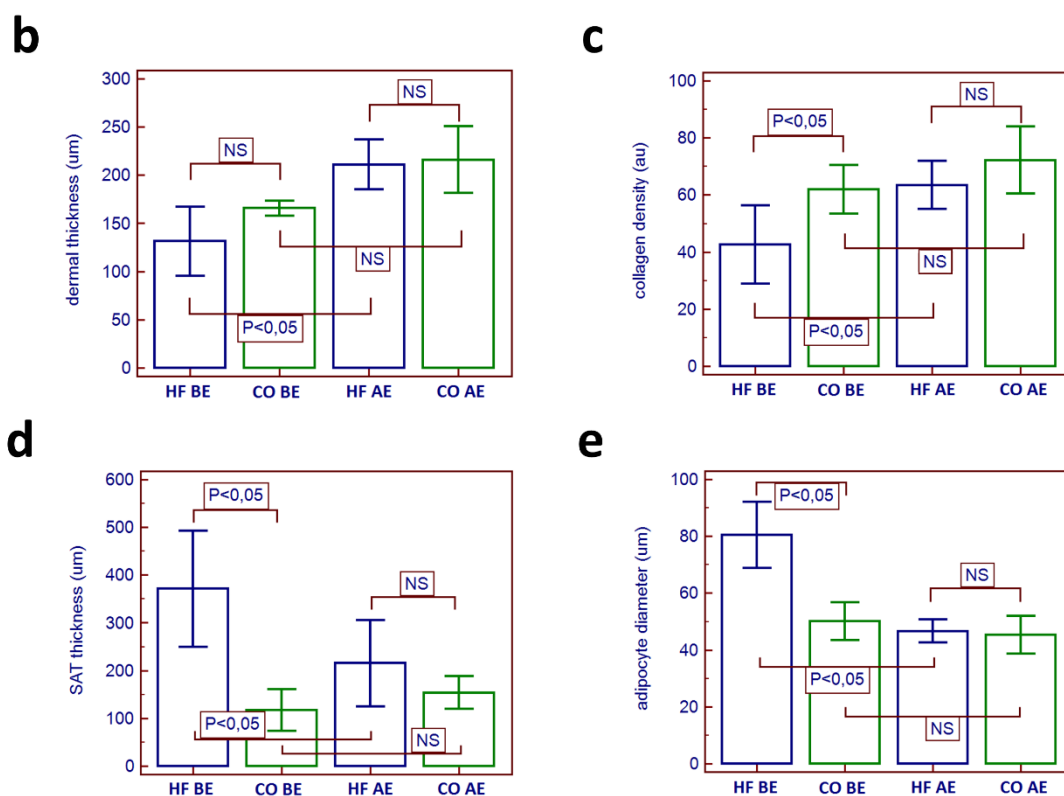 b
dermal thickness (um)
300
250
200
150
100
50
0
NS
NS
NS
P<0,05
HF BE CO BE HF AE CO AE
c
collagen density (au)
100
80
60
40
20
0
P<0,05
NS
NS
P<0,05
HF BE CO BE HF AE CO AE
d
SAT thickness (um)
600
500
400
300
200
100
0
P<0,05
NS
P<0,05
NS
HF BE CO BE HF AE CO AE
e
adipocyte diameter (um)
100
80
60
40
20
0
P<0,05
NS
P<0,05
NS
HF BE CO BE HF AE CO AE